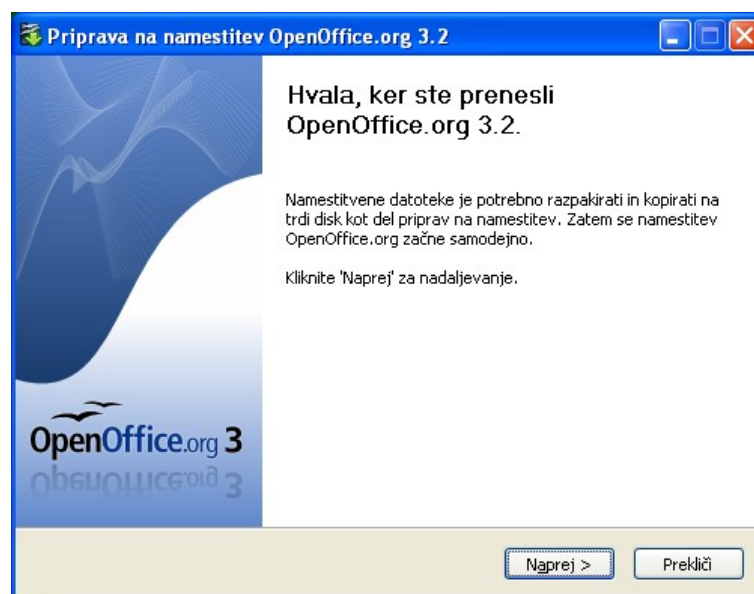 Priprava na namestitev OpenOffice.org 3.2
Hvala, ker ste prenesli
OpenOffice.org 3.2.
Namestitvene datoteke je potrebno razpakirati in kopirati na
trdi disk kot del priprav na namestitev. Zatem se namestitev
OpenOffice.org začne samodejno.
Kliknite 'Naprej' za nadaljevanje.
OpenOffice.org 3
Naprej >
Prekliči